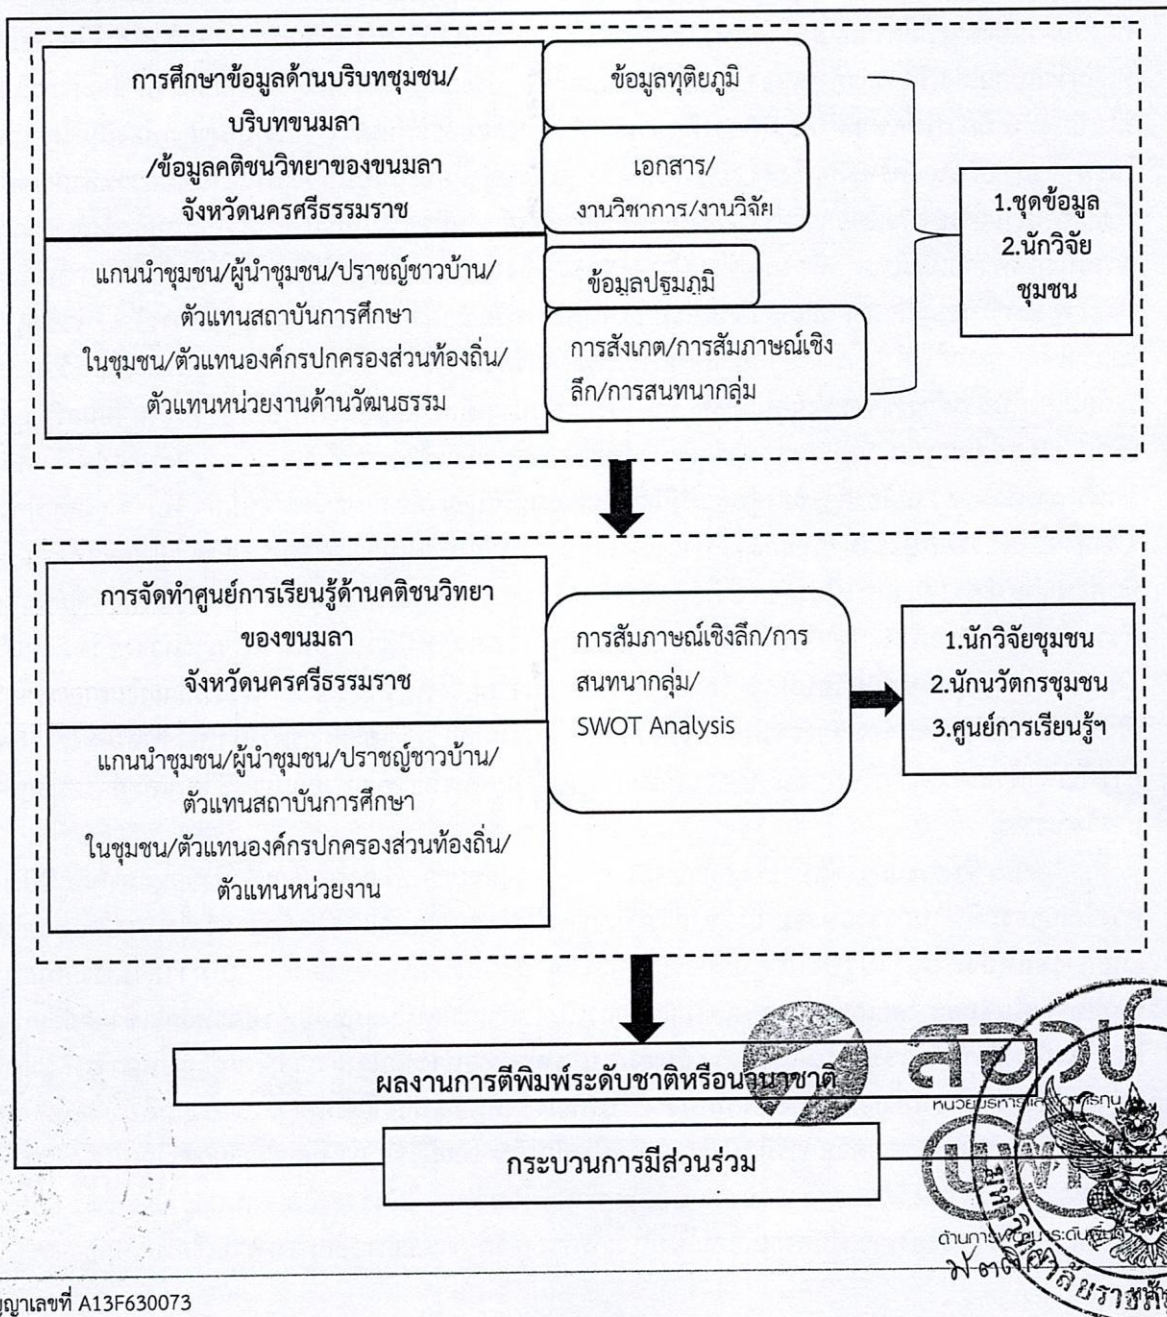 การศึกษาข้อมูลด้านบริบทชุมชน/
บริบทขนมลา
/ข้อมูลคติชนวิทยาของขนมลา
จังหวัดนครศรีธรรมราช
ข้อมูลทุติยภูมิ
เอกสาร/
งานวิชาการ/งานวิจัย
แกนนำชุมชน/ผู้นำชุมชน/ปราชญ์ชาวบ้าน/
ตัวแทนสถาบันการศึกษา
ในชุมชน/ตัวแทนองค์กรปกครองส่วนท้องถิ่น/
ตัวแทนหน่วยงานด้านวัฒนธรรม
ข้อมูลปฐมภูมิ
การสังเกต/การสัมภาษณ์เชิง
ลึก/การสนทนากลุ่ม
1.ชุดข้อมูล
2.นักวิจัย
ชุมชน
การจัดทำศูนย์การเรียนรู้ด้านคติชนวิทยา
ของขนมลา
จังหวัดนครศรีธรรมราช
แกนนำชุมชน/ผู้นำชุมชน/ปราชญ์ชาวบ้าน/
ตัวแทนสถาบันการศึกษา
ในชุมชน/ตัวแทนองค์กรปกครองส่วนท้องถิ่น/
ตัวแทนหน่วยงาน
การสัมภาษณ์เชิงลึก/การ
สนทนากลุ่ม/
SWOT Analysis
1.นักวิจัยชุมชน
2.นักนวัตกรชุมชน
3.ศูนย์การเรียนรู้ฯ
ผลงานการตีพิมพ์ระดับชาติหรือนานาชาติ
กระบวนการมีส่วนร่วม
สอวช
บพท
A13F630073